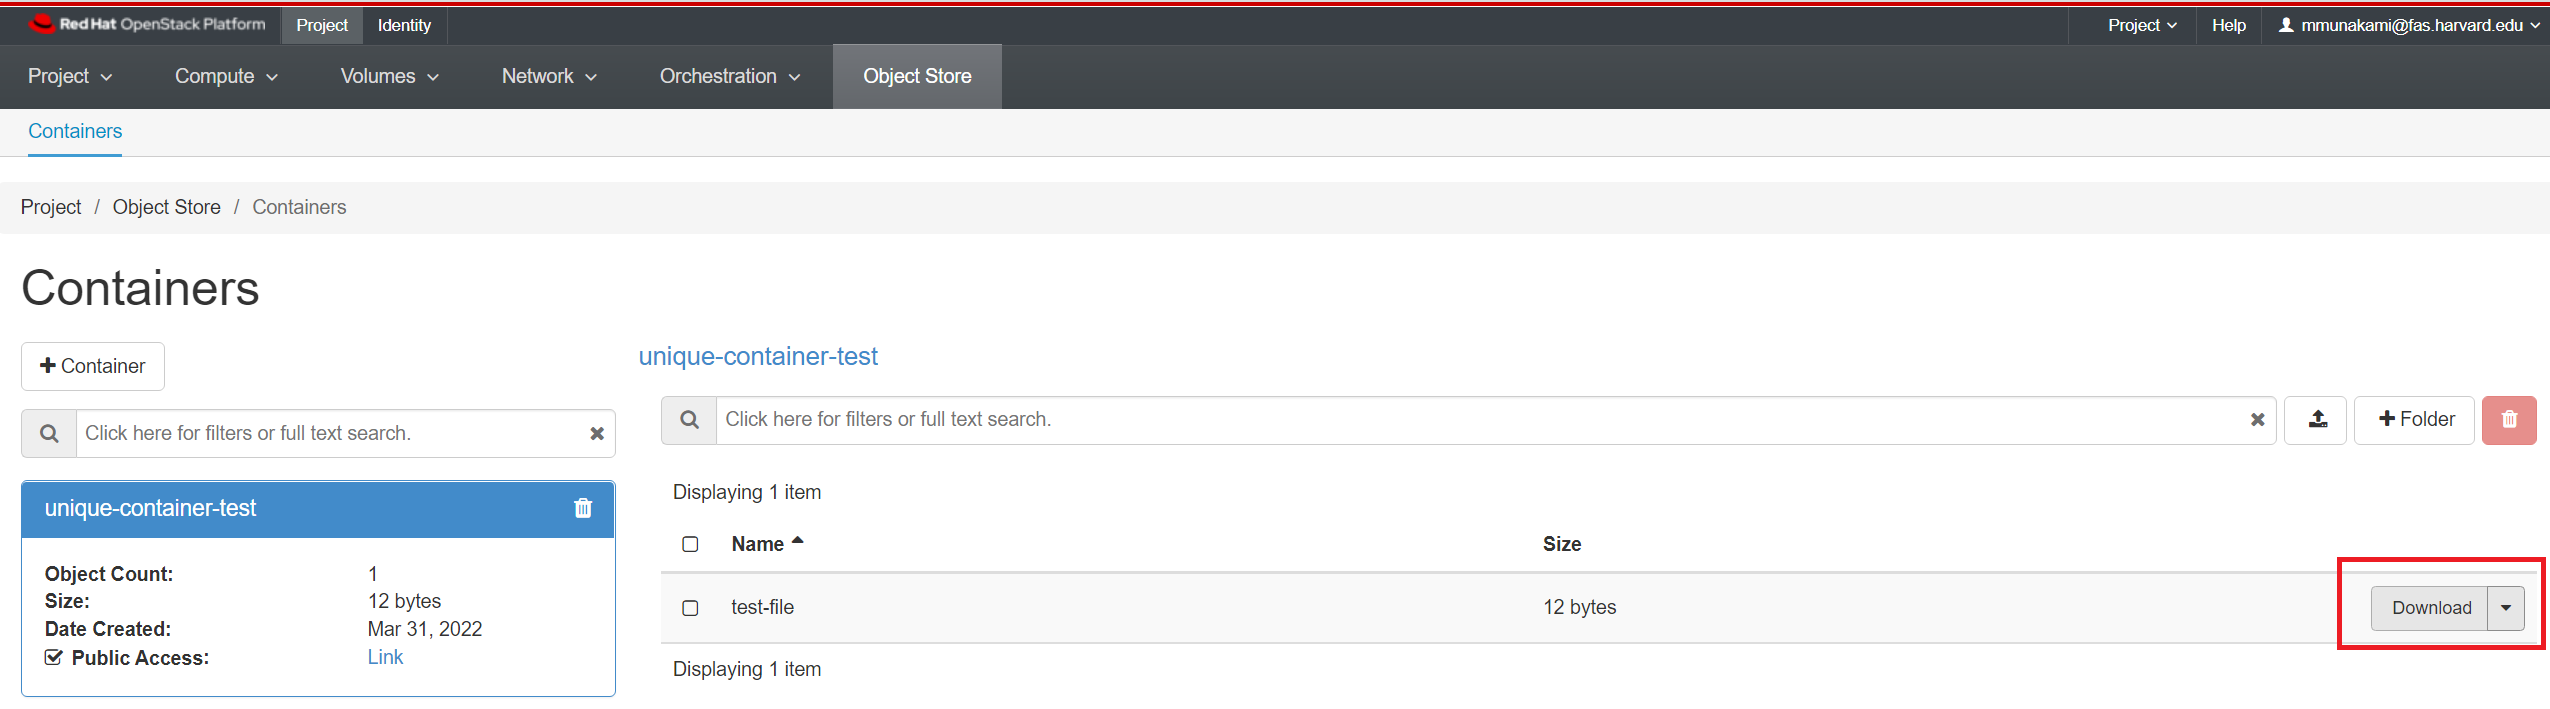 Red Hat OpenStack Platform Project Identity Project Help mmunakami@fas.harvard.edu
Project Compute Volumes Network Orchestration Object Store
Containers
Project / Object Store / Containers
Containers
+ Container
Click here for filters or full text search.
unique-container-test
Object Count: 1
Size: 12 bytes
Date Created: Mar 31, 2022
Public Access: Link
unique-container-test
Click here for filters or full text search. + Folder
Displaying 1 item
Name Size
test-file 12 bytes Download
Displaying 1 item